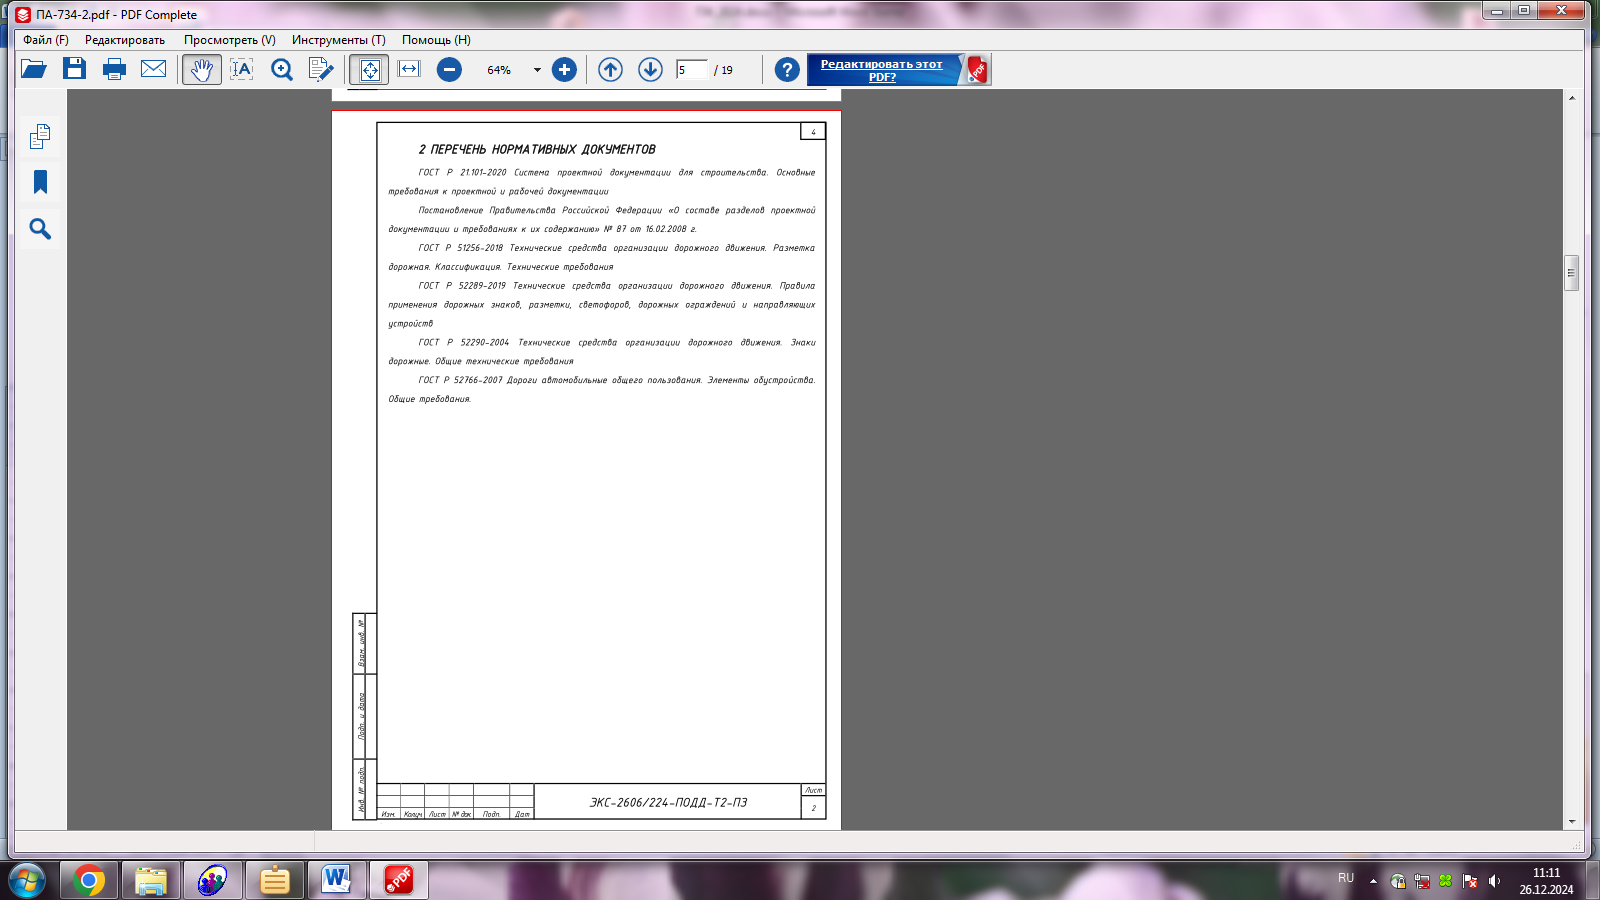 ПА-734-2.pdf - PDF Complete
Файл (F) Редактировать Просмотреть (V) Инструменты (T) Помощь (H)
64% 5 / 19 Редактировать этот
PDF?
4
2 ПЕРЕЧЕНЬ НОРМАТИВНЫХ ДОКУМЕНТОВ
ГОСТ Р 21.101-2020 Система проектной документации для строительства. Основные
требования к проектной и рабочей документации
Постановление Правительства Российской Федерации «О составе разделов проектной
документации и требованиях к их содержанию» № 87 от 16.02.2008 г.
ГОСТ Р 51256-2018 Технические средства организации дорожного движения. Разметка
дорожная. Классификация. Технические требования
ГОСТ Р 52289-2019 Технические средства организации дорожного движения. Правила
применения дорожных знаков, разметки, светофоров, дорожных ограждений и направляющих
устройств
ГОСТ Р 52290-2004 Технические средства организации дорожного движения. Знаки
дорожные. Общие технические требования
ГОСТ Р 52766-2007 Дороги автомобильные общего пользования. Элементы обустройства.
Общие требования.
Взам. инв. №
Подп. и дата
Инв. № подп.
Изм. Колуч Лист № док Подп. Дат
ЭКС-2606/224-ПОДД-Т2-ПЗ
Лист
2
RU
11:11
26.12.2024